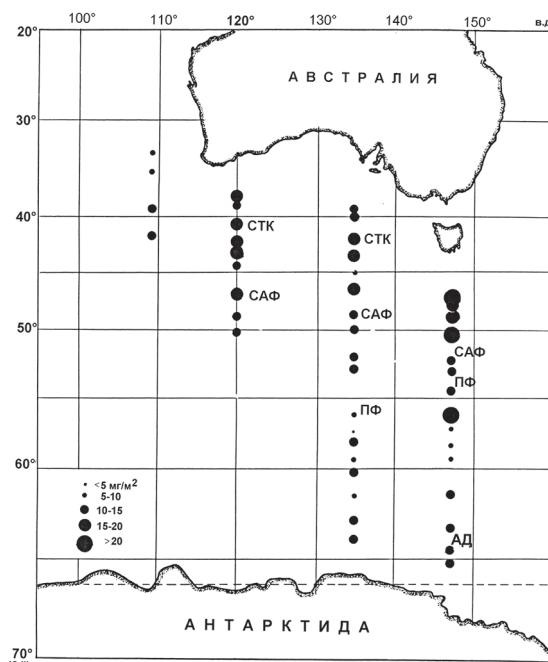 100° 110° 120° 130° 140° 150° в.д
20°
АВСТРАЛИЯ
30°
40°
СТК СТК
САФ САФ
50°
САФ
ПФ ПФ
60°
<5 мг/м²
5-10
10-15
15-20
>20
АД
АНТАРКТИДА
70°